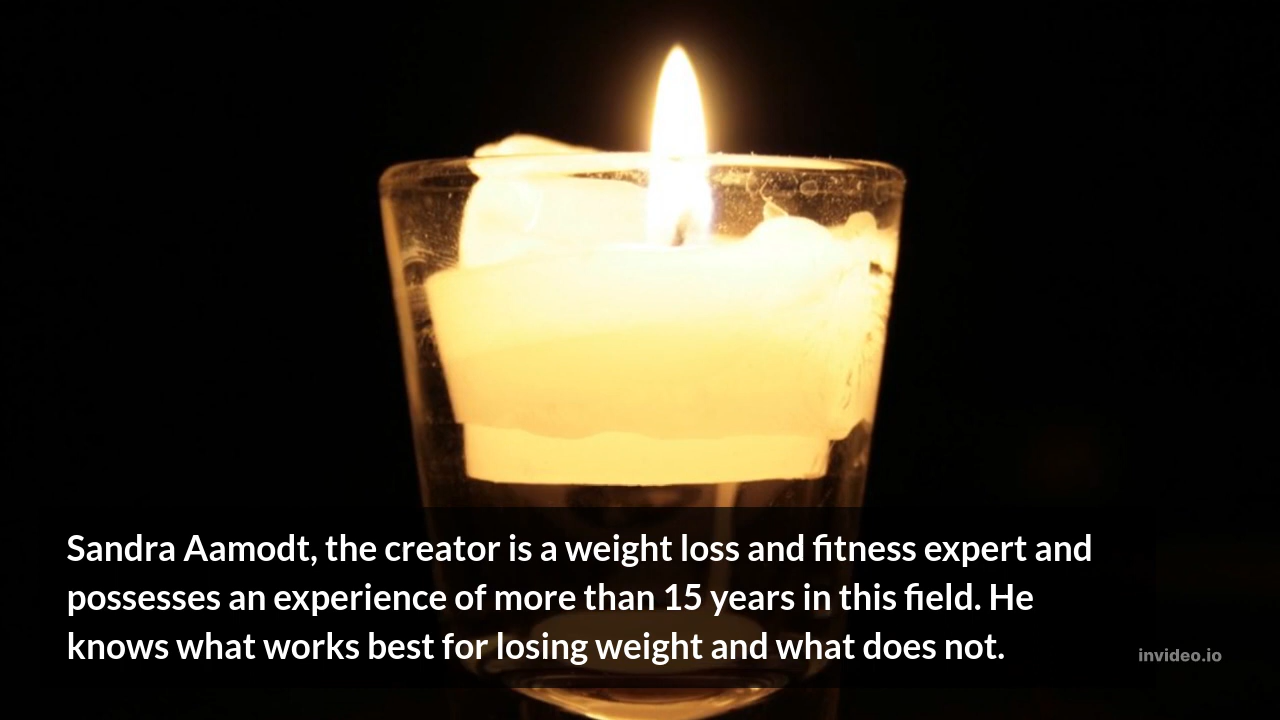 Sandra Aamodt, the creator is a weight loss and fitness expert and
possesses an experience of more than 15 years in this field. He
knows what works best for losing weight and what does not.
invideo.io